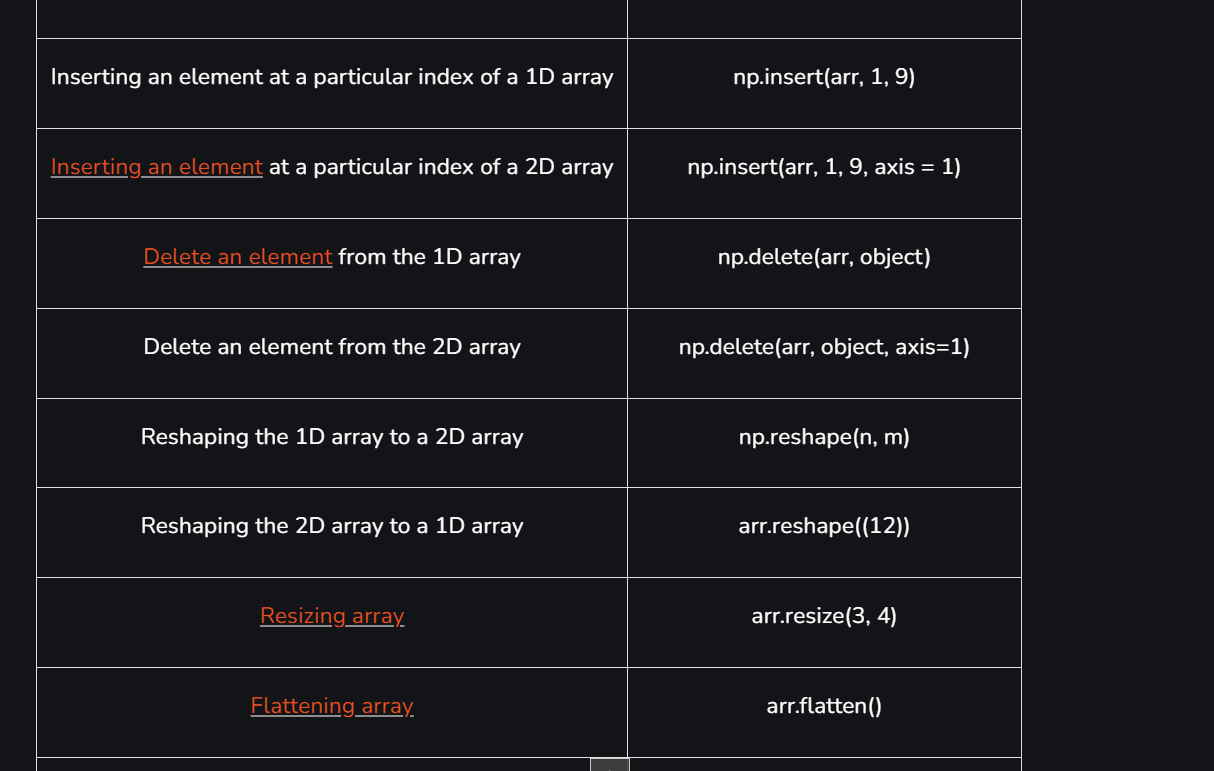 Inserting an element at a particular index of a 1D array
np.insert(arr, 1, 9)
Inserting an element at a particular index of a 2D array
np.insert(arr, 1, 9, axis = 1)
Delete an element from the 1D array
np.delete(arr, object)
Delete an element from the 2D array
np.delete(arr, object, axis=1)
Reshaping the 1D array to a 2D array
np.reshape(n, m)
Reshaping the 2D array to a 1D array
arr.reshape((12))
Resizing array
arr.resize(3, 4)
Flattening array
arr.flatten()